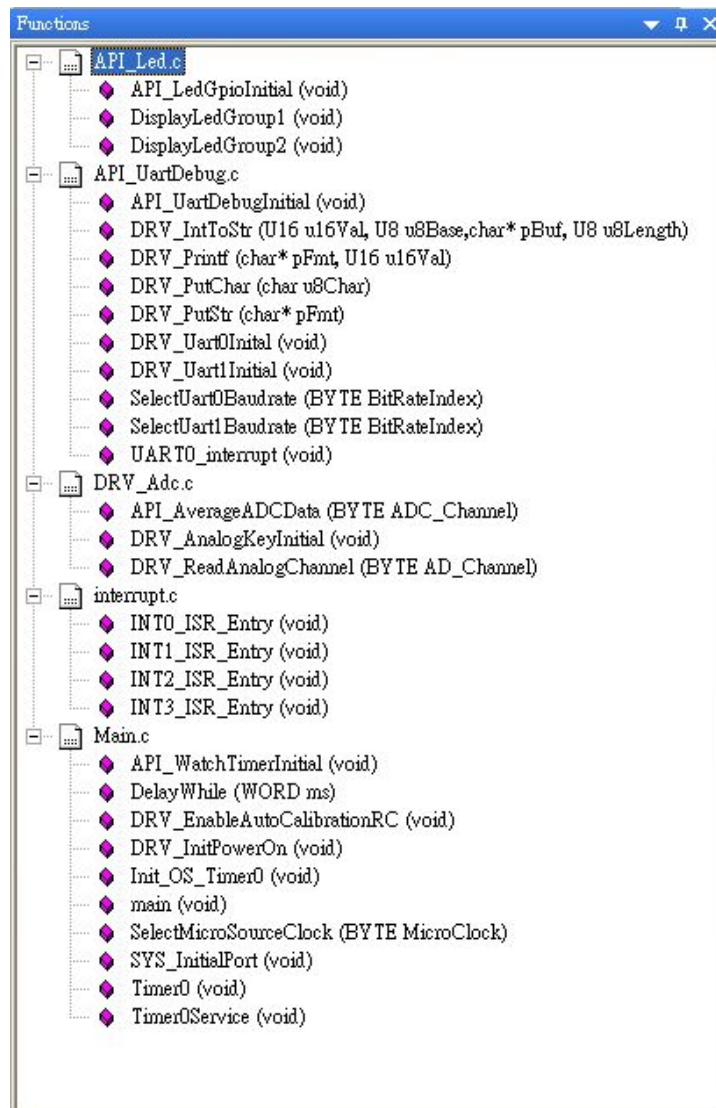 Functions
API_Led.c
API_LedGpioInitial (void)
DisplayLedGroup1 (void)
DisplayLedGroup2 (void)
API_UartDebug.c
API_UartDebugInitial (void)
DRV_IntToStr (U16 u16Val, U8 u8Base,char* pBuf, U8 u8Length)
DRV_Printf (char* pFmt, U16 u16Val)
DRV_PutChar (char u8Char)
DRV_PutStr (char* pFmt)
DRV_Uart0Inital (void)
DRV_Uart1Initial (void)
SelectUart0Baudrate (BYTE BitRateIndex)
SelectUart1Baudrate (BYTE BitRateIndex)
UART0_interrupt (void)
DRV_Adc.c
API_AverageADCData (BYTE ADC_Channel)
DRV_AnalogKeyInitial (void)
DRV_ReadAnalogChannel (BYTE AD_Channel)
interrupt.c
INT0_ISR_Entry (void)
INT1_ISR_Entry (void)
INT2_ISR_Entry (void)
INT3_ISR_Entry (void)
Main.c
API_WatchTimerInitial (void)
DelayWhile (WORD ms)
DRV_EnableAutoCalibrationRC (void)
DRV_InitPowerOn (void)
Init_OS_Timer0 (void)
main (void)
SelectMicroSourceClock (BYTE MicroClock)
SYS_InitialPort (void)
Timer0 (void)
Timer0Service (void)